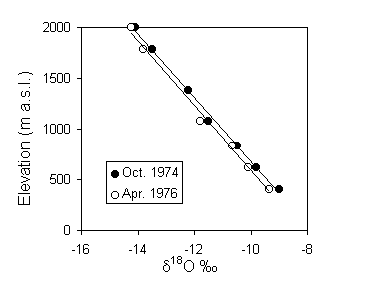 2000
1500
1000
500
0
Elevation (m a.s.l.)
Oct. 1974
Apr. 1976
-16 -14 -12 -10 -8
δ18O ‰